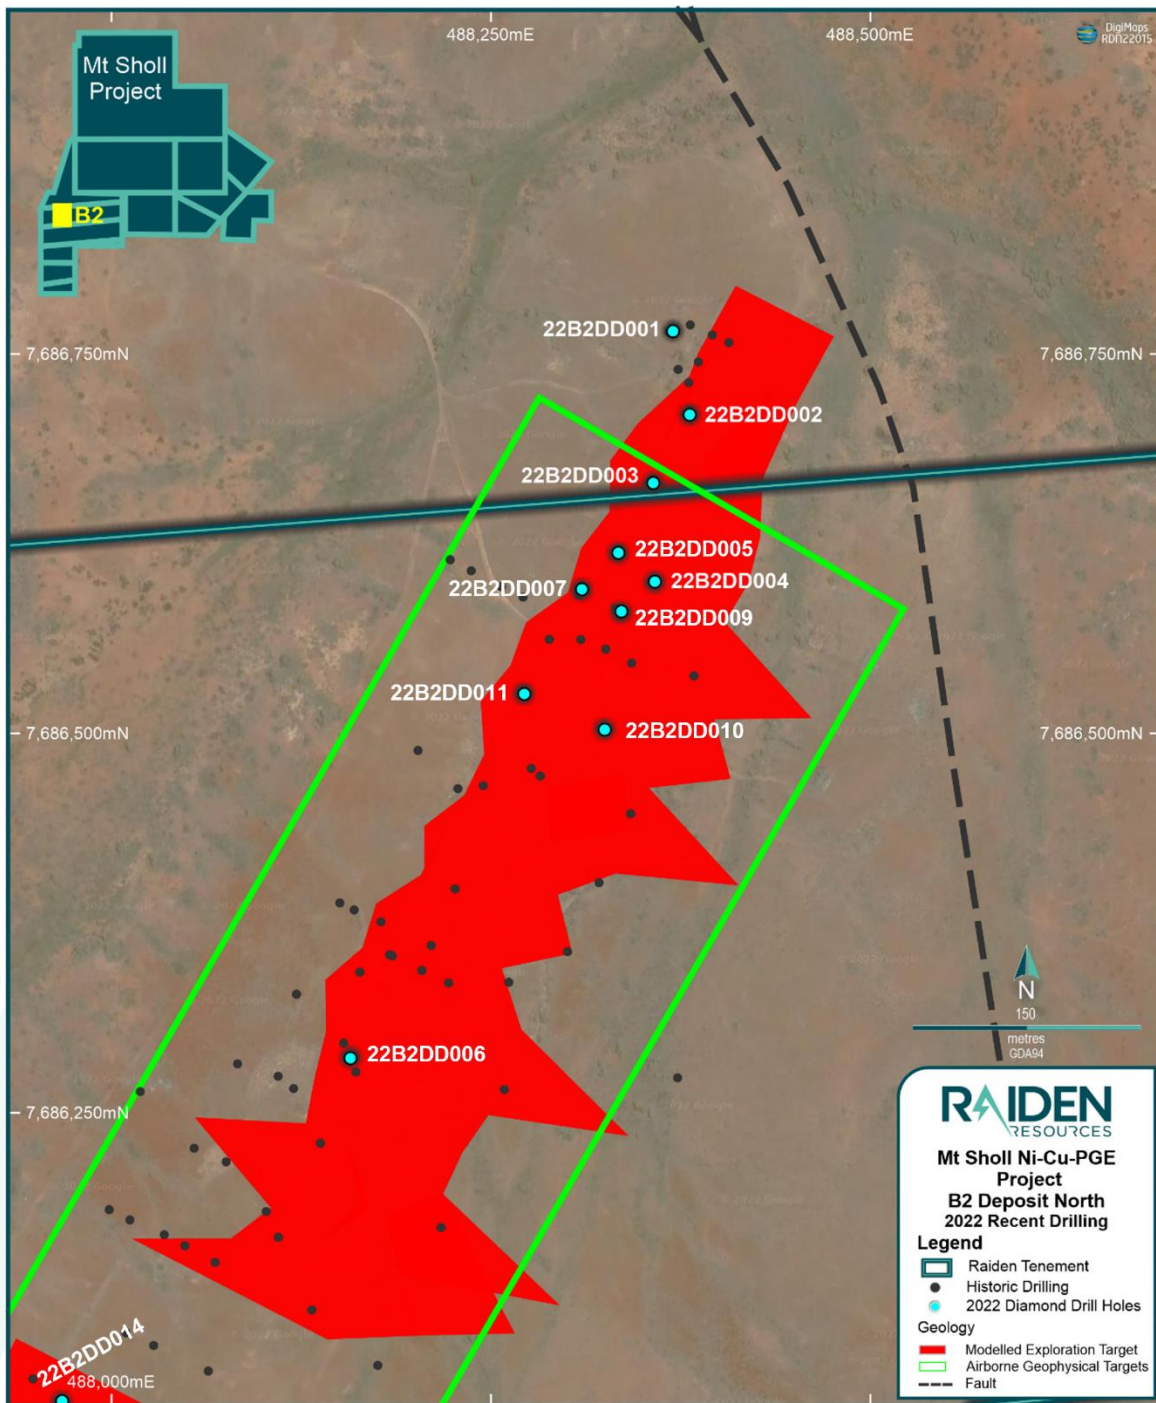 488,250mE
488,500mE
DigiMaps
RDN22015
Mt Sholl
Project
B2
22B2DD001
7,686,750mN
7,686,750mN
22B2DD002
22B2DD003
22B2DD005
22B2DD007
22B2DD004
22B2DD009
22B2DD011
22B2DD010
7,686,500mN
7,686,500mN
N
150
metres
GDA94
22B2DD006
7,686,250mN
RAIDEN
RESOURCES
Mt Sholl Ni-Cu-PGE
Project
B2 Deposit North
2022 Recent Drilling
Legend
Raiden Tenement
Historic Drilling
2022 Diamond Drill Holes
Geology
Modelled Exploration Target
Airborne Geophysical Targets
Fault
22B2DD014
488,000mE